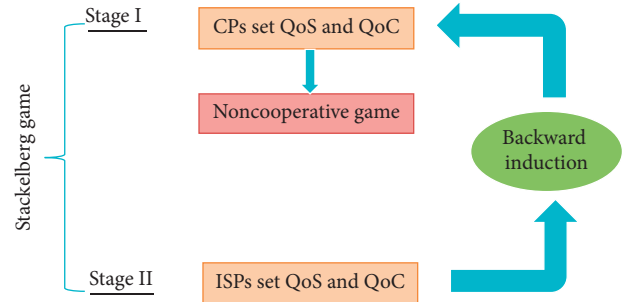 Stage I
CPs set QoS and QoC
Noncooperative game
Backward
induction
Stackelberg game
Stage II
ISPs set QoS and QoC